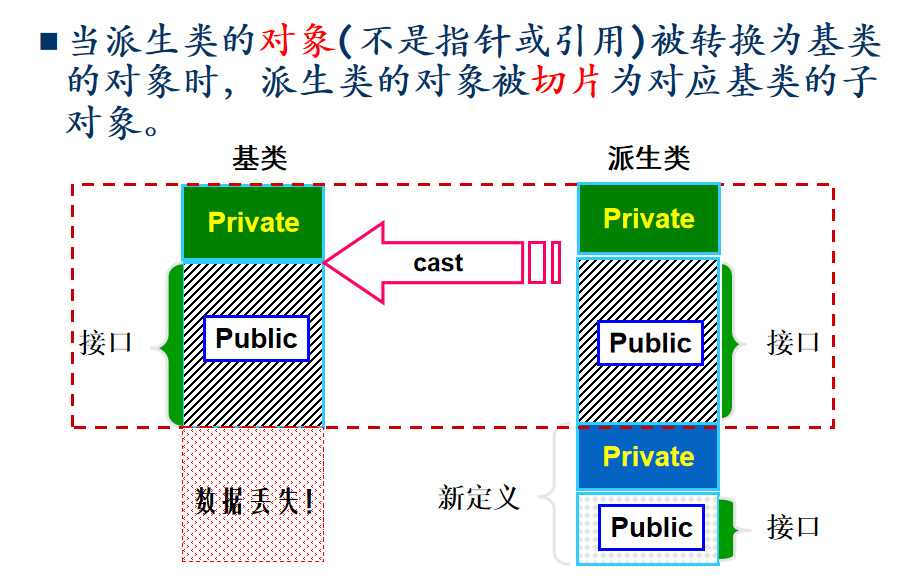 当派生类的对象(不是指针或引用)被转换为基类
的对象时，派生类的对象被切片为对应基类的子
对象。
基类
派生类
Private
Private
cast
接口
Public
Public
接口
Private
数据丢失!
新定义
Public
接口